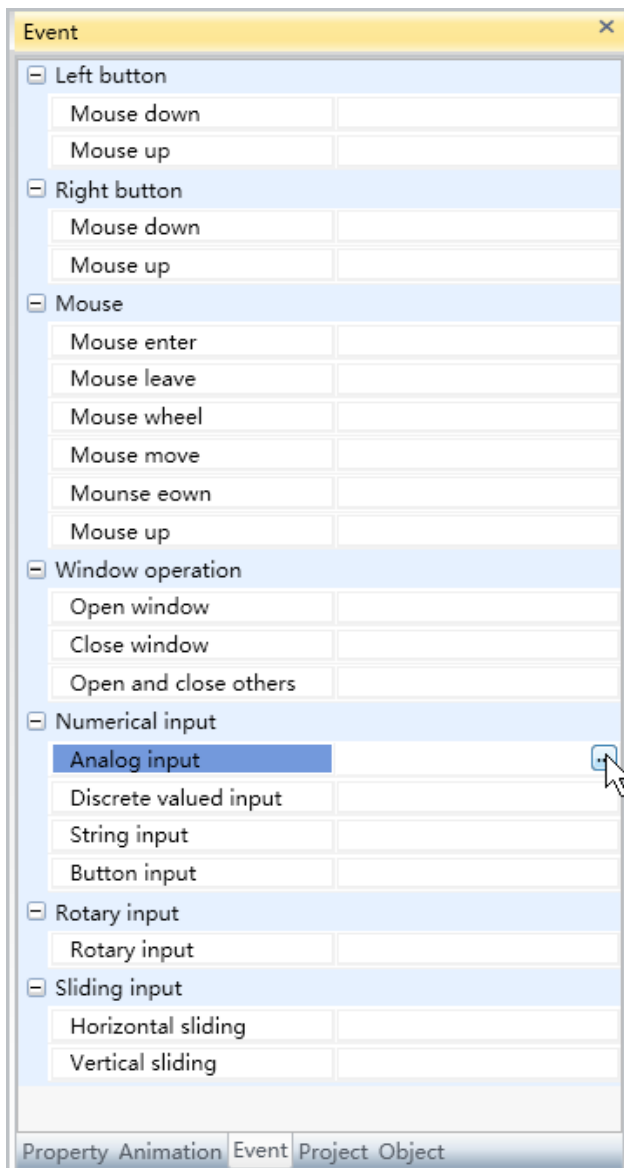 Event
Left button
Mouse down
Mouse up
Right button
Mouse down
Mouse up
Mouse
Mouse enter
Mouse leave
Mouse wheel
Mouse move
Mounse eown
Mouse up
Window operation
Open window
Close window
Open and close others
Numerical input
Analog input
Discrete valued input
String input
Button input
Rotary input
Rotary input
Sliding input
Horizontal sliding
Vertical sliding
Property Animation Event Project Object